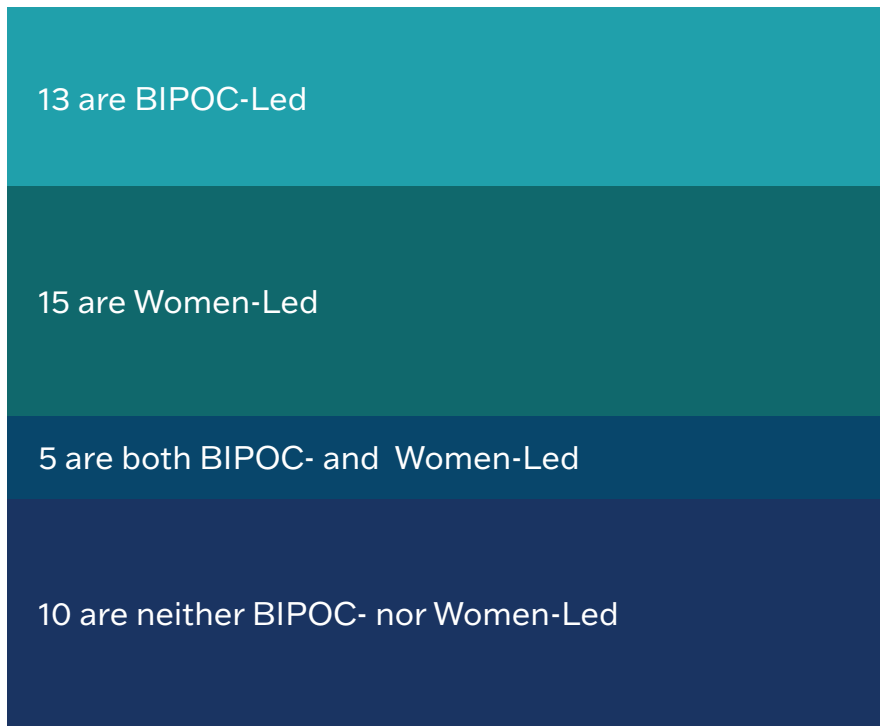 13 are BIPOC-Led
15 are Women-Led
5 are both BIPOC- and  Women-Led
10 are neither BIPOC- nor Women-Led